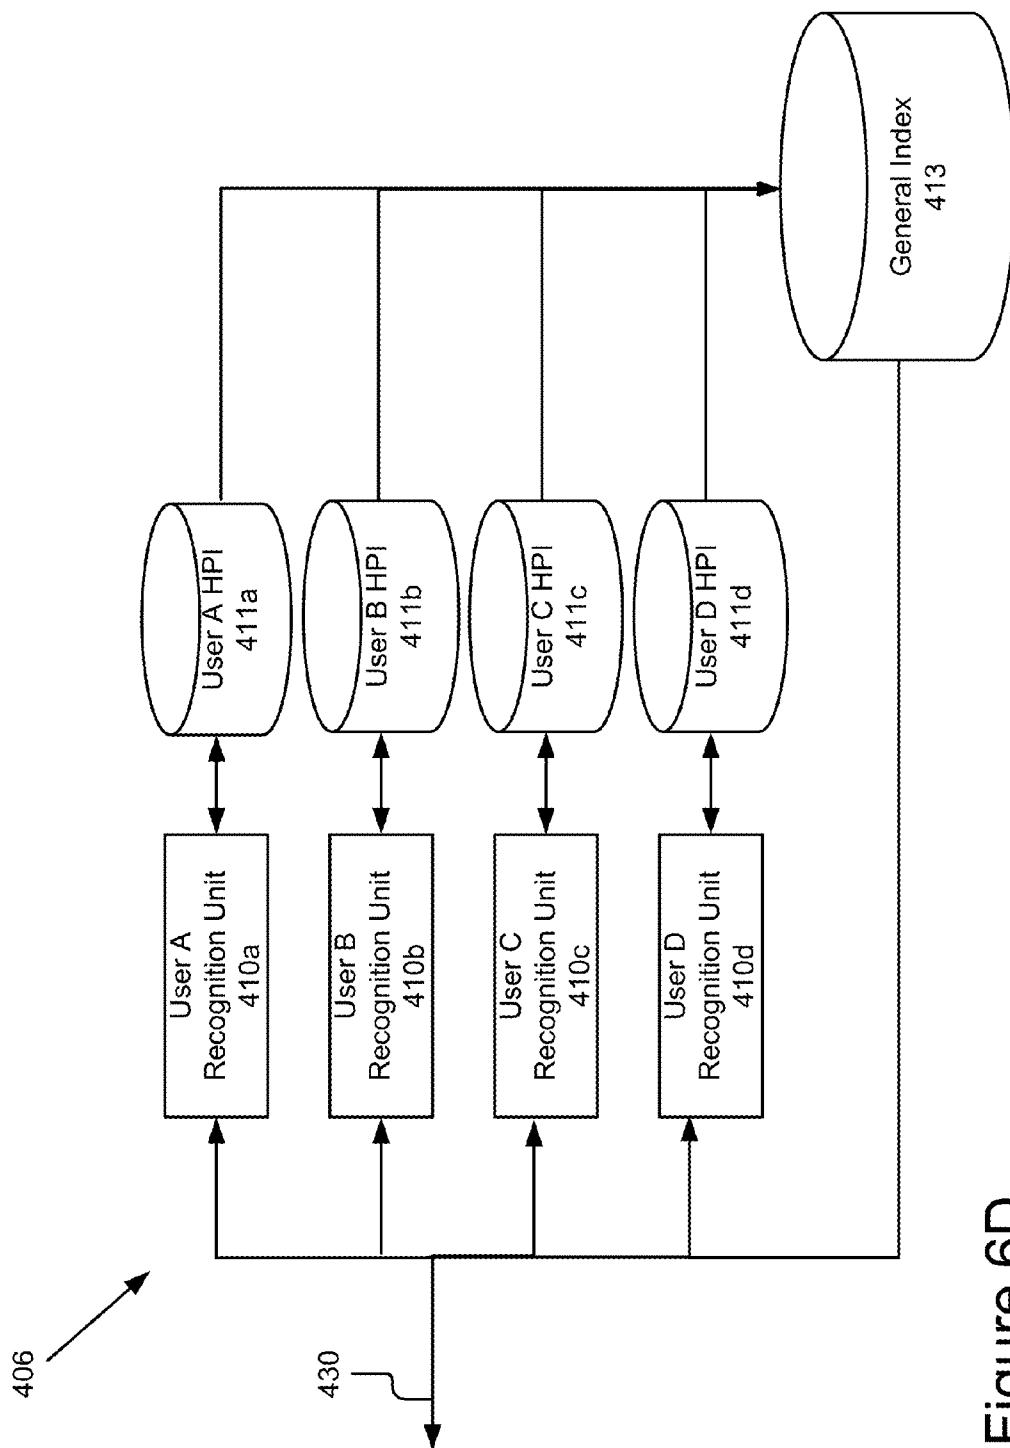 406
User A
Recognition Unit
410a
User A HPI
411a
430
User B
Recognition Unit
410b
User B HPI
411b
User C
Recognition Unit
410c
User C HPI
411c
User D
Recognition Unit
410d
User D HPI
411d
General Index
413
Figure 6D